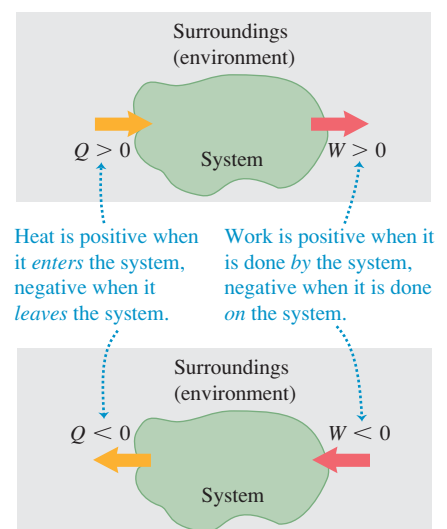 Surroundings
(environment)
Q > 0
System
W > 0
Heat is positive when
it enters the system,
negative when it
leaves the system.
Work is positive when it
is done by the system,
negative when it is done
on the system.
Surroundings
(environment)
Q < 0
W < 0
System